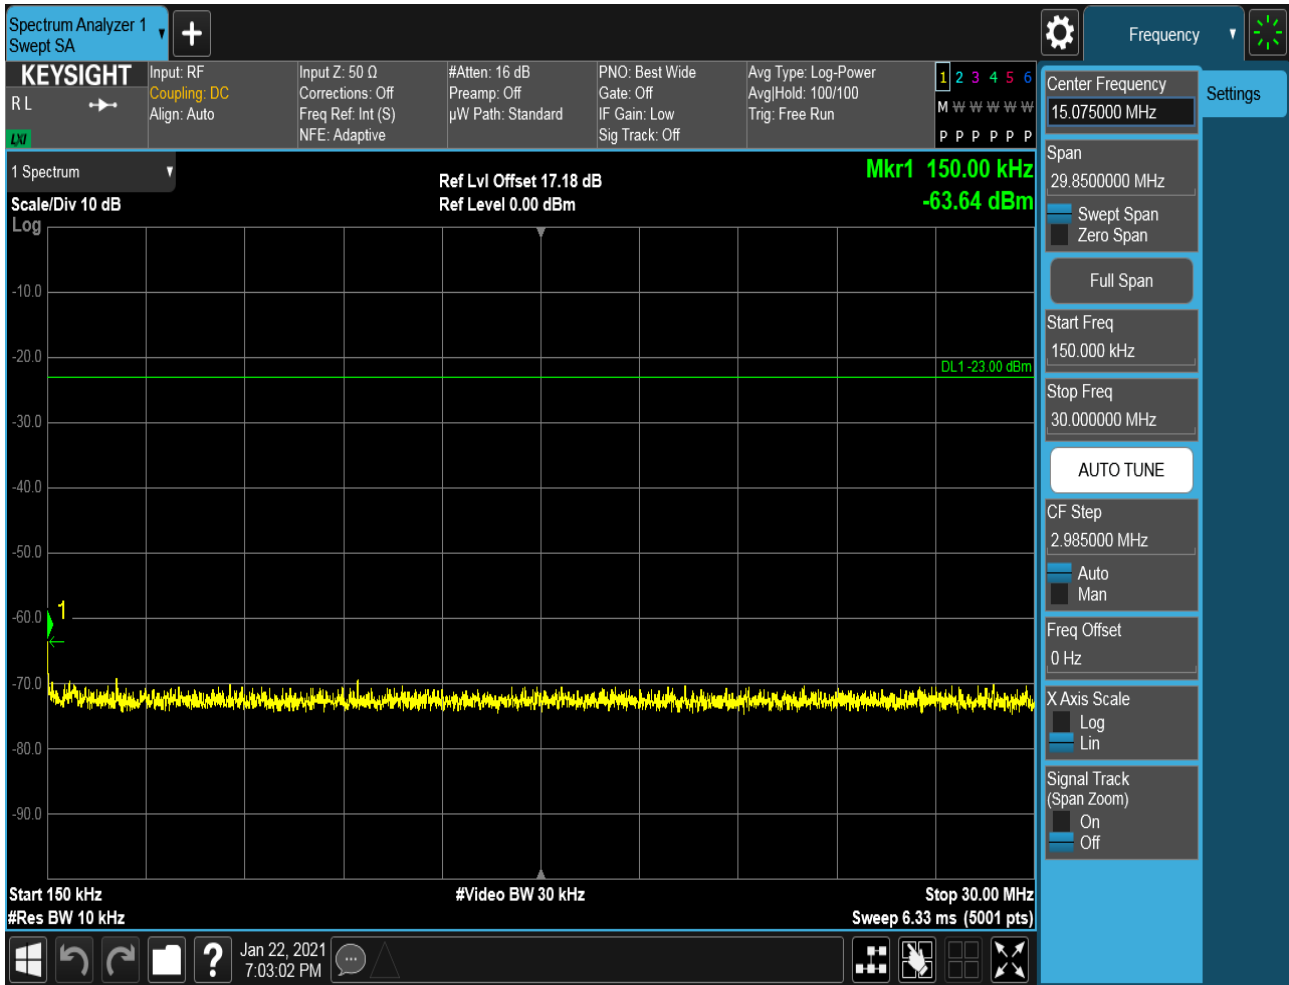 Spectrum Analyzer 1
Swept SA
Frequency
KEYSIGHT
R L
LXI
Input: RF
Coupling: DC
Align: Auto
Input Z: 50 Ω
Corrections: Off
Freq Ref: Int (S)
NFE: Adaptive
#Atten: 16 dB
Preamp: Off
µW Path: Standard
PNO: Best Wide
Gate: Off
IF Gain: Low
Sig Track: Off
Avg Type: Log-Power
Avg|Hold: 100/100
Trig: Free Run
1 2 3 4 5 6
M W W W W W
P P P P P P
1 Spectrum
Scale/Div 10 dB
Log
Ref Lvl Offset 17.18 dB
Ref Level 0.00 dBm
Mkr1 150.00 kHz
-63.64 dBm
-10.0
-20.0
DL1 -23.00 dBm
-30.0
-40.0
-50.0
-60.0
1
-70.0
-80.0
-90.0
Start 150 kHz
#Video BW 30 kHz
Stop 30.00 MHz
#Res BW 10 kHz
Sweep 6.33 ms (5001 pts)
Center Frequency
15.075000 MHz
Settings
Span
29.8500000 MHz
Swept Span
Zero Span
Full Span
Start Freq
150.000 kHz
Stop Freq
30.000000 MHz
AUTO TUNE
CF Step
2.985000 MHz
Auto
Man
Freq Offset
0 Hz
X Axis Scale
Log
Lin
Signal Track
(Span Zoom)
On
Off
?
Jan 22, 2021
7:03:02 PM